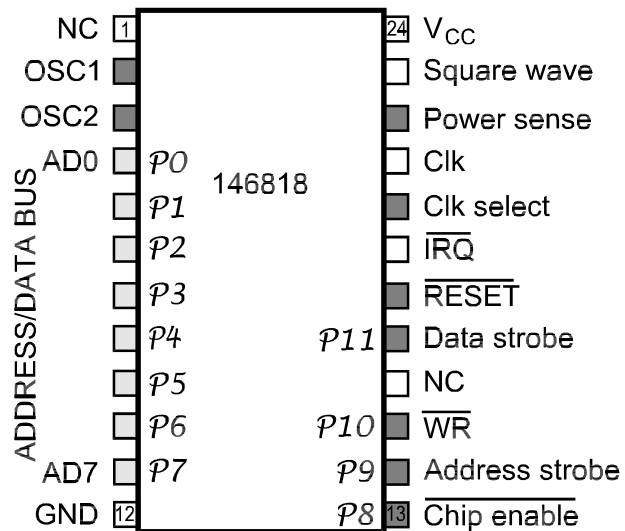 NC 1 24 VCC
OSC1 Square wave
OSC2 Power sense
AD0 P0 Clk
146818
P1 Clk select
P2 IRQ
P3 RESET
P4 P11 Data strobe
P5 NC
P6 P10 WR
AD7 P7 P9 Address strobe
GND 12 P8 13 Chip enable
ADDRESS/DATA BUS